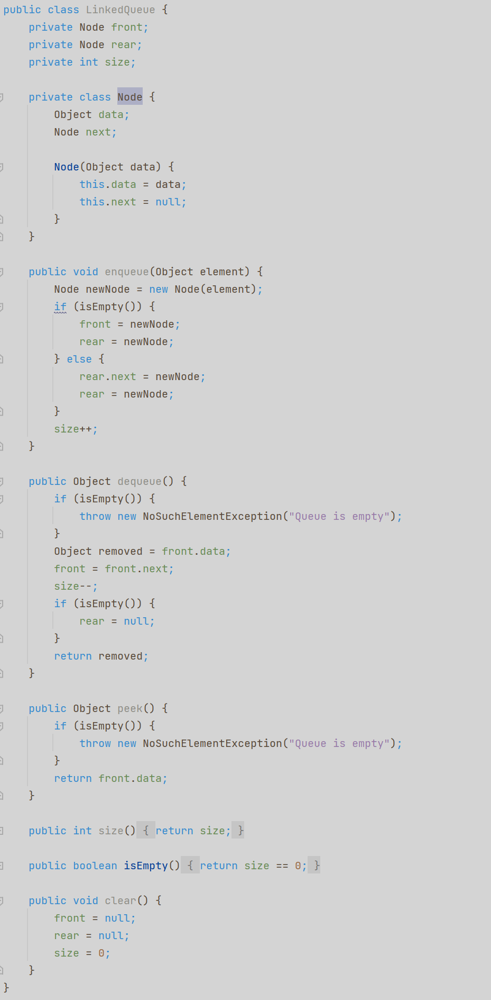 public class LinkedQueue {
    private Node front;
    private Node rear;
    private int size;

    private class Node {
        Object data;
        Node next;

        Node(Object data) {
            this.data = data;
            this.next = null;
        }
    }

    public void enqueue(Object element) {
        Node newNode = new Node(element);
        if (isEmpty()) {
            front = newNode;
            rear = newNode;
        } else {
            rear.next = newNode;
            rear = newNode;
        }
        size++;
    }

    public Object dequeue() {
        if (isEmpty()) {
            throw new NoSuchElementException("Queue is empty");
        }
        Object removed = front.data;
        front = front.next;
        size--;
        if (isEmpty()) {
            rear = null;
        }
        return removed;
    }

    public Object peek() {
        if (isEmpty()) {
            throw new NoSuchElementException("Queue is empty");
        }
        return front.data;
    }

    public int size() { return size; }

    public boolean isEmpty() { return size == 0; }

    public void clear() {
        front = null;
        rear = null;
        size = 0;
    }
}